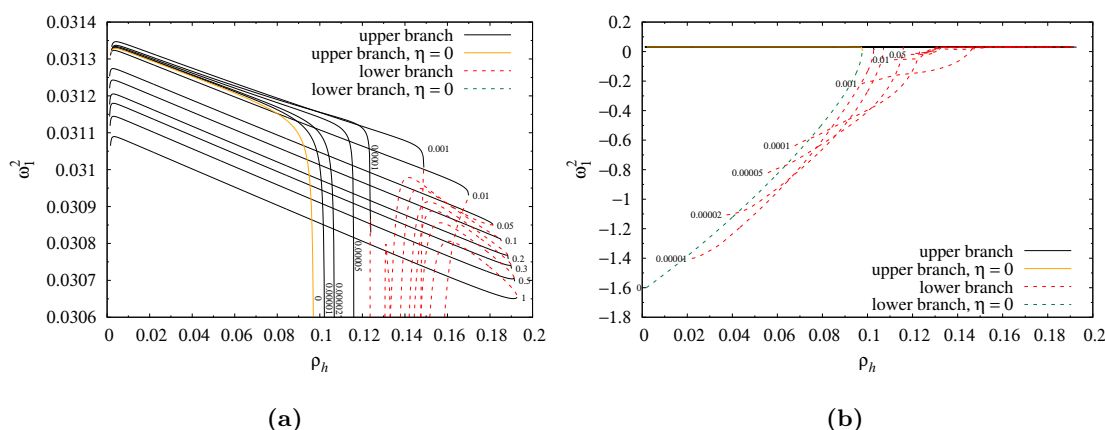 0.0314
0.0313
0.0312
0.0311
0.031
0.0309
0.0308
0.0307
0.0306
ω₁²
0 0.02 0.04 0.06 0.08 0.1 0.12 0.14 0.16 0.18 0.2
ρₕ
upper branch
upper branch, η = 0
lower branch
lower branch, η = 0
0.001
0.01
0.05
0.1
0.2
0.3
0.5
1
0
0.00001
0.00002
0.00005
0.0001
(a)
0.2
0
−0.2
−0.4
−0.6
−0.8
−1
−1.2
−1.4
−1.6
−1.8
ω₁²
0 0.02 0.04 0.06 0.08 0.1 0.12 0.14 0.16 0.18 0.2
ρₕ
0.05
0.01
0.001
0.0001
0.00005
0.00002
0.00001
0
upper branch
upper branch, η = 0
lower branch
lower branch, η = 0
(b)